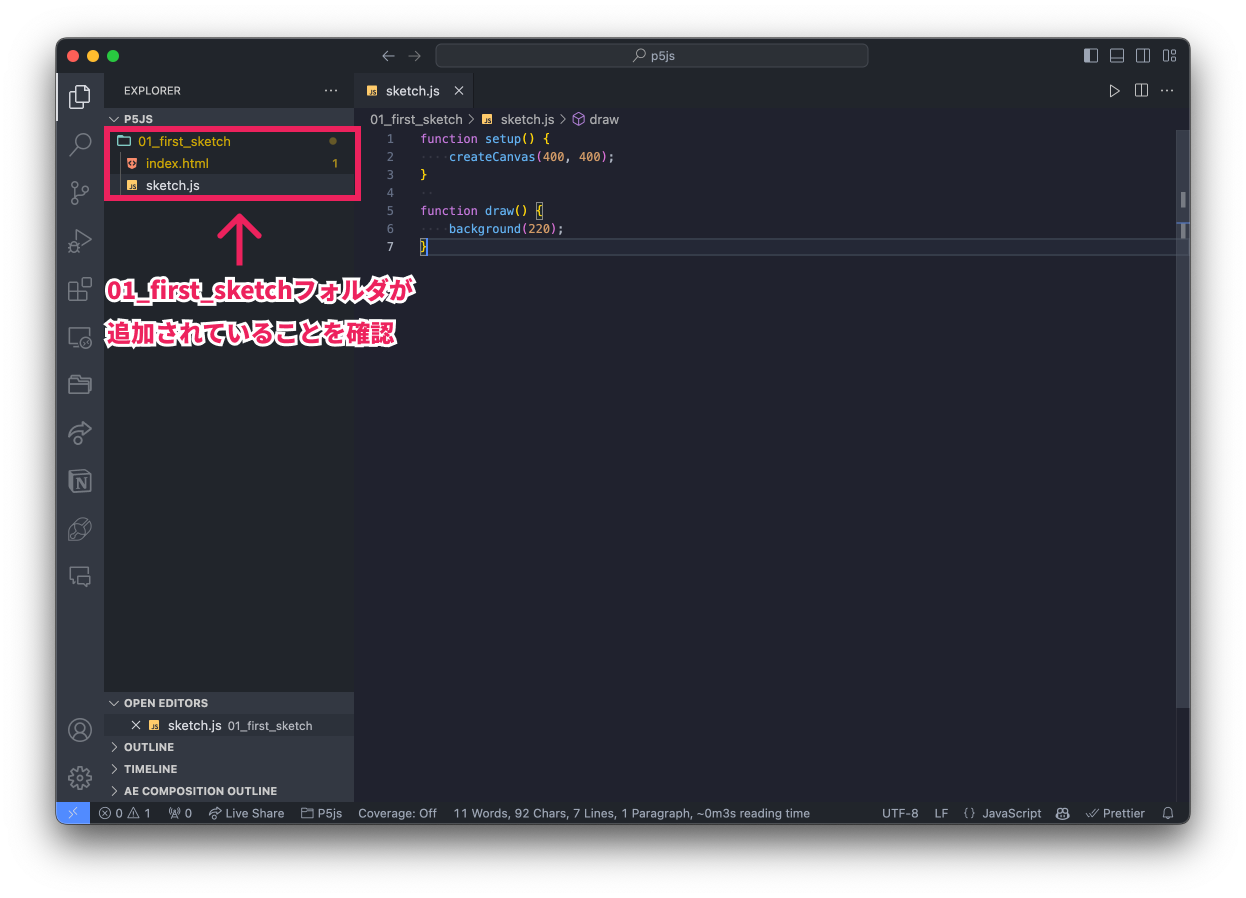 p5js
EXPLORER
P5JS
01_first_sketch
index.html 1
sketch.js
01_first_sketchフォルダが
追加されていることを確認
OPEN EDITORS
sketch.js 01_first_sketch
OUTLINE
TIMELINE
AE COMPOSITION OUTLINE
sketch.js
01_first_sketch > sketch.js > draw
1 function setup() {
2 createCanvas(400, 400);
3 }
4
5 function draw() {
6 background(220);
7 }
0 1 0 Live Share P5js Coverage: Off 11 Words, 92 Chars, 7 Lines, 1 Paragraph, ~0m3s reading time UTF-8 LF {} JavaScript Prettier